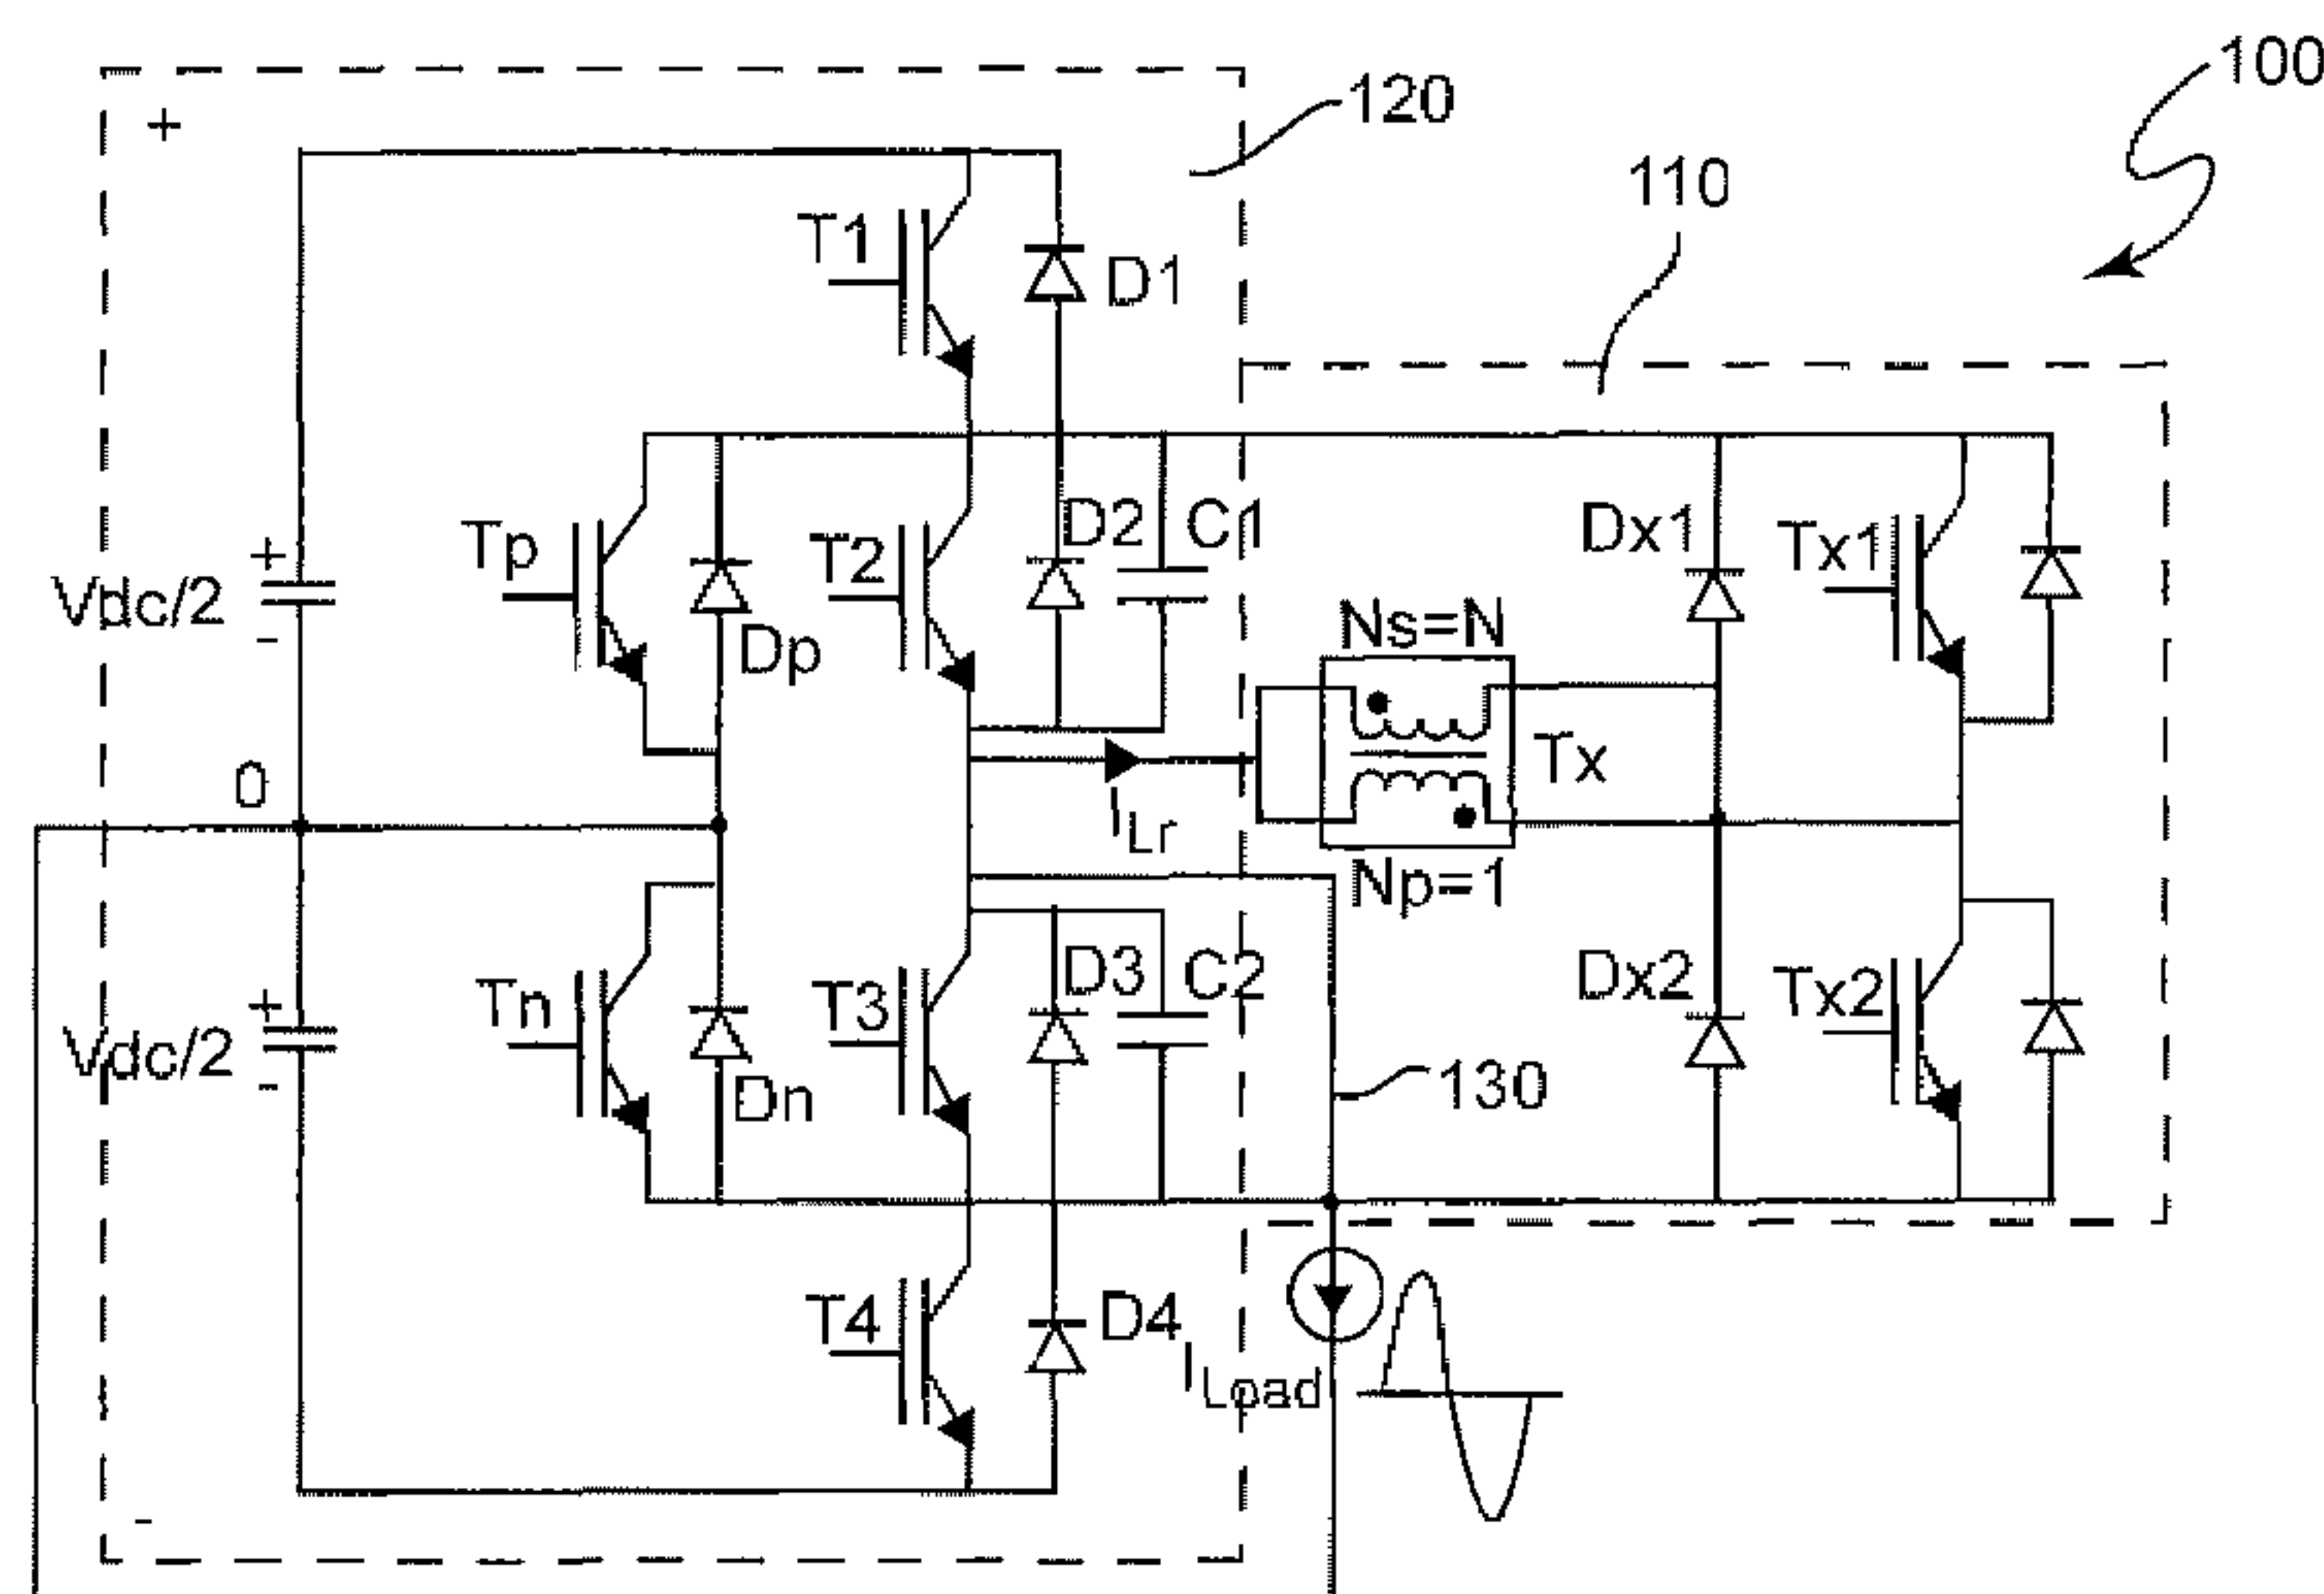 100
120
110
+
T1
D1
Tp
T2
D2
C1
Dx1
Tx1
+
Vdc/2
-
Dp
Ns=N
Tx
0
ILr
Np=1
Tn
T3
D3
C2
Dx2
Tx2
+
Vdc/2
-
Dn
130
T4
D4
ILoad
-